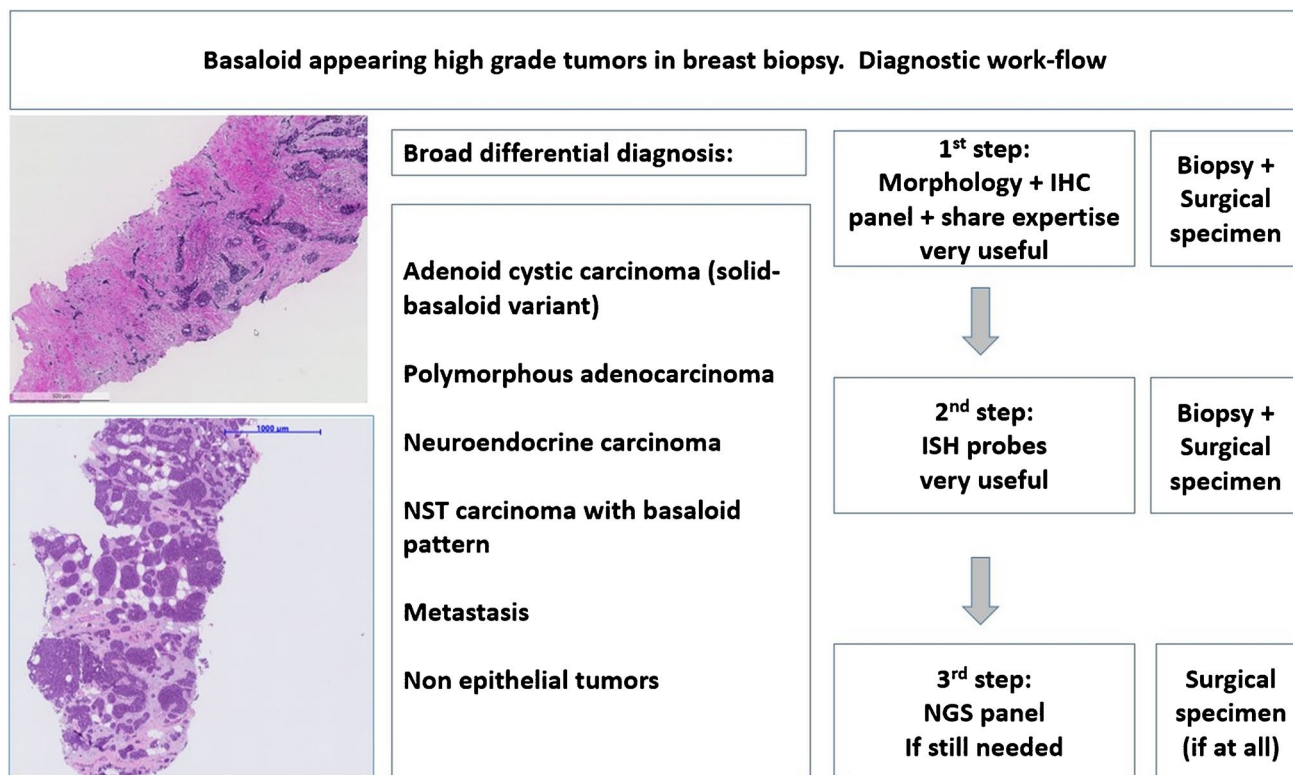 Basaloid appearing high grade tumors in breast biopsy.  Diagnostic work-flow
500 µm
1000 µm
Broad differential diagnosis:
Adenoid cystic carcinoma (solid-
basaloid variant)
Polymorphous adenocarcinoma
Neuroendocrine carcinoma
NST carcinoma with basaloid
pattern
Metastasis
Non epithelial tumors
1st step:
Morphology + IHC
panel + share expertise
very useful
Biopsy +
Surgical
specimen
2nd step:
ISH probes
very useful
Biopsy +
Surgical
specimen
3rd step:
NGS panel
If still needed
Surgical
specimen
(if at all)